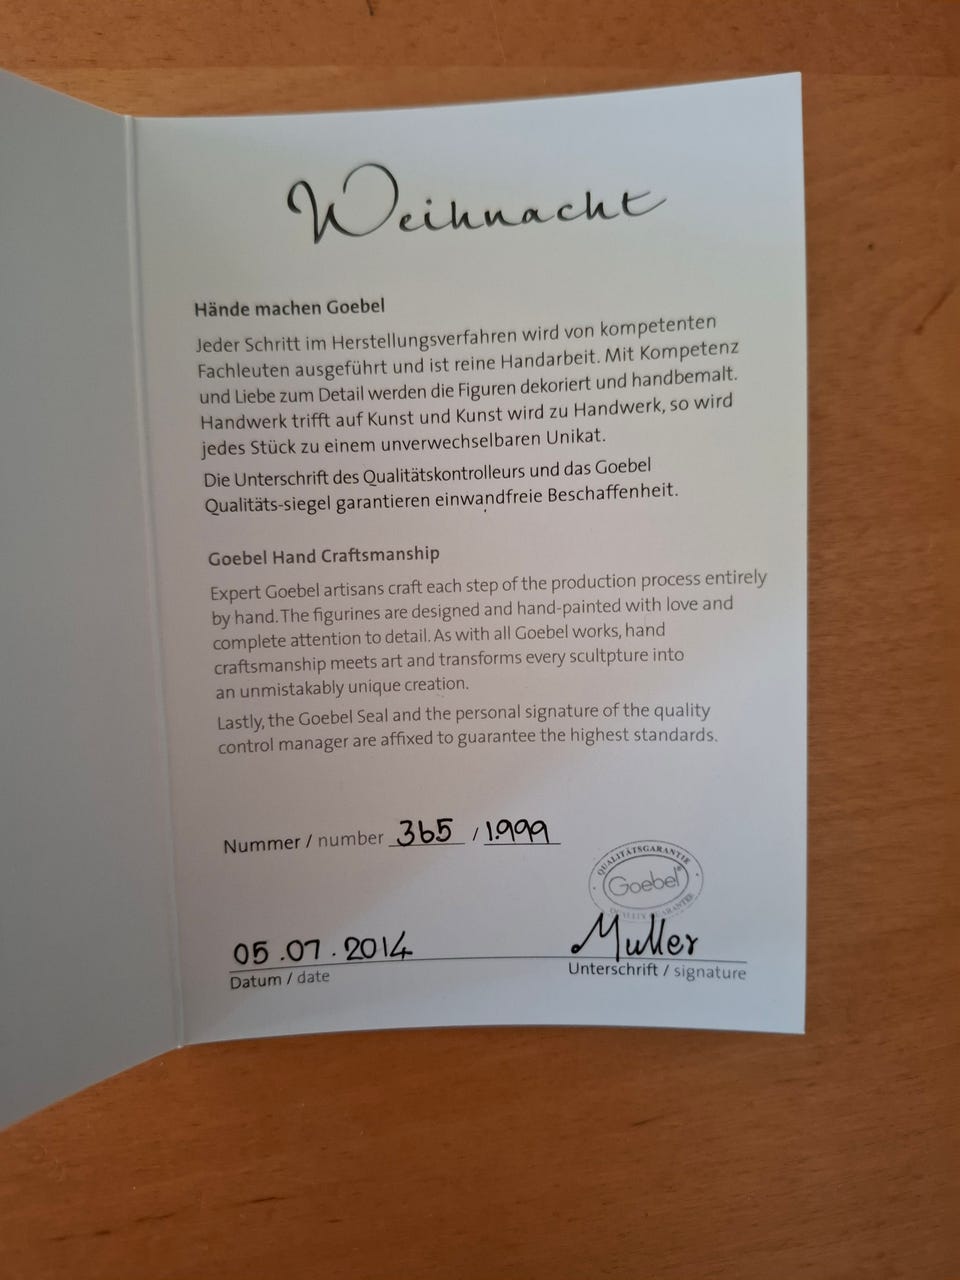 Weihnacht
Hände machen Goebel
Jeder Schritt im Herstellungsverfahren wird von kompetenten
Fachleuten ausgeführt und ist reine Handarbeit. Mit Kompetenz
und Liebe zum Detail werden die Figuren dekoriert und handbemalt.
Handwerk trifft auf Kunst und Kunst wird zu Handwerk, so wird
jedes Stück zu einem unverwechselbaren Unikat.
Die Unterschrift des Qualitätskontrolleurs und das Goebel
Qualitäts-siegel garantieren einwandfreie Beschaffenheit.
Goebel Hand Craftsmanship
Expert Goebel artisans craft each step of the production process entirely
by hand. The figurines are designed and hand-painted with love and
complete attention to detail. As with all Goebel works, hand
craftsmanship meets art and transforms every scultpture into
an unmistakably unique creation.
Lastly, the Goebel Seal and the personal signature of the quality
control manager are affixed to guarantee the highest standards.
Nummer / number 365 / 1.999
QUALITÄTSGARANTIE
Goebel®
QUALITY GUARANTEE
05.07.2014 Muller
Datum / date Unterschrift / signature